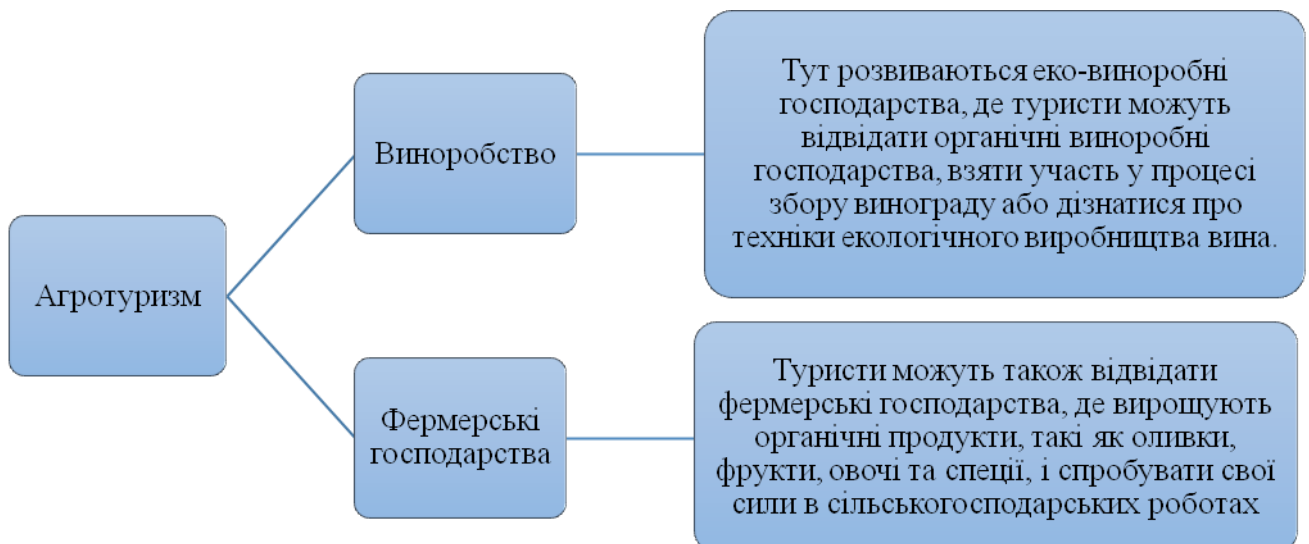 Агротуризм
Виноробство
Тут розвиваються еко-виноробні
господарства, де туристи можуть
відвідати органічні виноробні
господарства, взяти участь у процесі
збору винограду або дізнатися про
техніки екологічного виробництва вина.
Фермерські
господарства
Туристи можуть також відвідати
фермерські господарства, де вирощують
органічні продукти, такі як оливки,
фрукти, овочі та спеції, і спробувати свої
сили в сільськогосподарських роботах